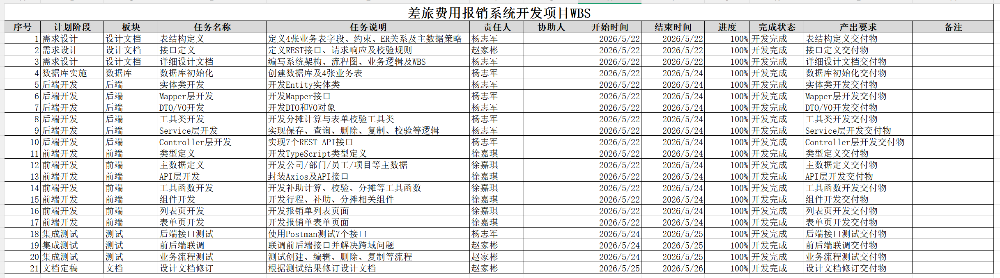 差旅费用报销系统开发项目WBS
序号 计划阶段 板块 任务名称 任务说明 责任人 协助人 开始时间 结束时间 进度 完成状态 产出要求 备注
1 需求设计 设计文档 表结构定义 定义4张业务表字段、约束、ER关系及主数据策略 杨志军 2026/5/22 2026/5/22 100% 开发完成 表结构定义交付物
2 需求设计 设计文档 接口定义 定义REST接口、请求响应及校验规则 赵家彬 2026/5/22 2026/5/22 100% 开发完成 接口定义交付物
3 需求设计 设计文档 详细设计文档 编写系统架构、流程图、业务逻辑及WBS 杨志军 2026/5/22 2026/5/22 100% 开发完成 详细设计文档交付物
4 数据库实施 数据库 数据库初始化 创建数据库及4张业务表 杨志军 2026/5/22 2026/5/24 100% 开发完成 数据库初始化交付物
5 后端开发 后端 实体类开发 开发Entity实体类 杨志军 2026/5/22 2026/5/24 100% 开发完成 实体类开发交付物
6 后端开发 后端 Mapper层开发 开发Mapper接口 杨志军 2026/5/22 2026/5/24 100% 开发完成 Mapper层开发交付物
7 后端开发 后端 DTO/VO开发 开发DTO和VO对象 杨志军 2026/5/22 2026/5/24 100% 开发完成 DTO/VO开发交付物
8 后端开发 后端 工具类开发 开发分摊计算与表单校验工具类 杨志军 2026/5/22 2026/5/24 100% 开发完成 工具类开发交付物
9 后端开发 后端 Service层开发 实现保存、查询、删除、复制、校验等逻辑 杨志军 2026/5/22 2026/5/24 100% 开发完成 Service层开发交付物
10 后端开发 后端 Controller层开发 实现7个REST API接口 杨志军 2026/5/22 2026/5/24 100% 开发完成 Controller层开发交付物
11 前端开发 前端 类型定义 开发TypeScript类型定义 徐嘉琪 2026/5/22 2026/5/24 100% 开发完成 类型定义交付物
12 前端开发 前端 主数据定义 开发公司/部门/员工/项目等主数据 徐嘉琪 2026/5/22 2026/5/24 100% 开发完成 主数据定义交付物
13 前端开发 前端 API层开发 封装Axios及API接口 徐嘉琪 2026/5/22 2026/5/24 100% 开发完成 API层开发交付物
14 前端开发 前端 工具函数开发 开发补助计算、校验、分摊等工具函数 徐嘉琪 2026/5/22 2026/5/24 100% 开发完成 工具函数开发交付物
15 前端开发 前端 组件开发 开发行程、补助、分摊相关组件 徐嘉琪 2026/5/22 2026/5/24 100% 开发完成 组件开发交付物
16 前端开发 前端 列表页开发 开发报销单列表页面 徐嘉琪 2026/5/22 2026/5/24 100% 开发完成 列表页开发交付物
17 前端开发 前端 表单页开发 开发报销单表单页面 徐嘉琪 2026/5/22 2026/5/24 100% 开发完成 表单页开发交付物
18 集成测试 测试 后端接口测试 使用Postman测试7个接口 杨志军 2026/5/24 2026/5/25 100% 开发完成 后端接口测试交付物
19 集成测试 测试 前后端联调 联调前后端接口并解决跨域问题 赵家彬 2026/5/24 2026/5/25 100% 开发完成 前后端联调交付物
20 集成测试 测试 业务流程测试 测试创建、编辑、删除、复制等流程 赵家彬 2026/5/24 2026/5/25 100% 开发完成 业务流程测试交付物
21 文档定稿 文档 设计文档修订 根据测试结果修订设计文档 赵家彬 2026/5/25 2026/5/26 100% 开发完成 设计文档修订交付物